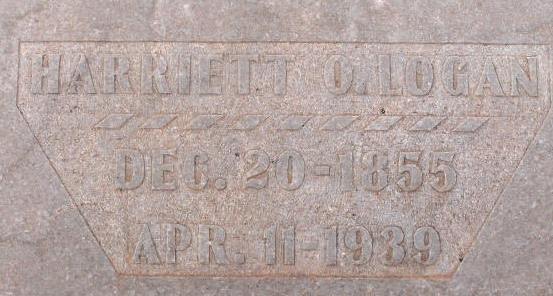 HARRIETT O. LOGAN
DEC. 20-1855
APR. 11-1939